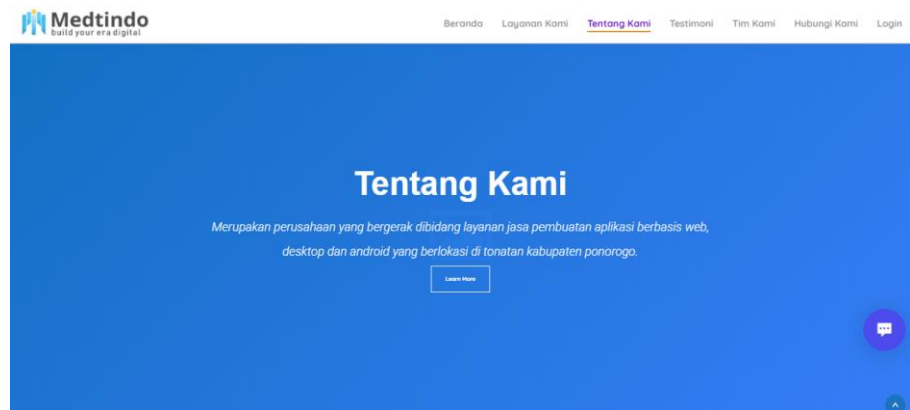 Medtindo
build your era digital
Beranda Layanan Kami Tentang Kami Testimoni Tim Kami Hubungi Kami Login
Tentang Kami
Merupakan perusahaan yang bergerak dibidang layanan jasa pembuatan aplikasi berbasis web,
desktop dan android yang berlokasi di tonatan kabupaten ponorogo.
Learn More